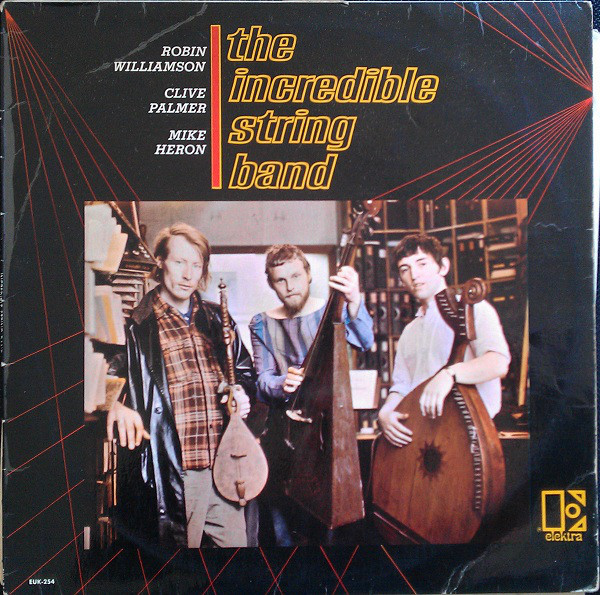 ROBIN
WILLIAMSON
CLIVE
PALMER
MIKE
HERON
the
incredible
string
band
elektra
EUK-254